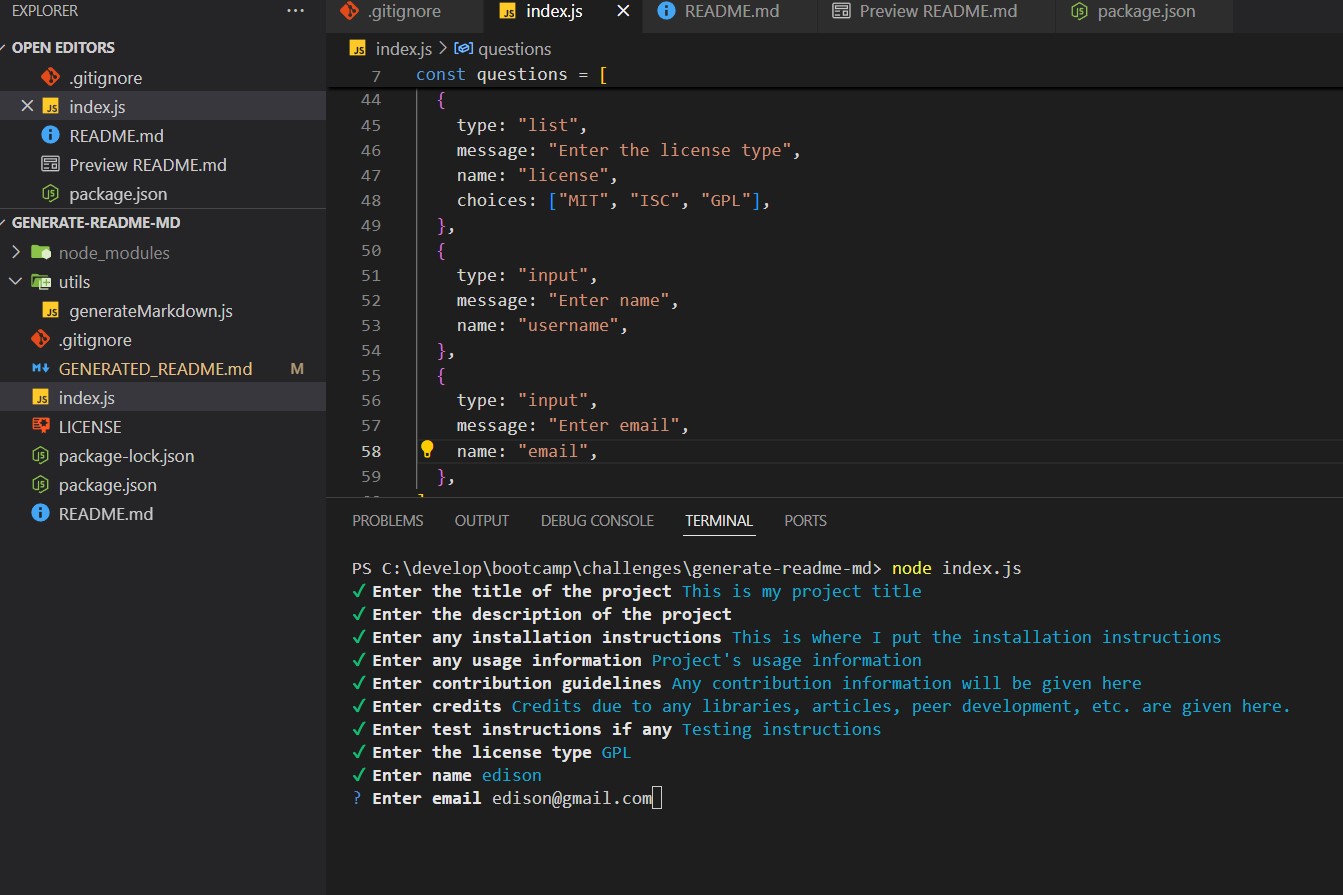 EXPLORER ...
OPEN EDITORS
.gitignore
JS index.js
README.md
Preview README.md
package.json
GENERATE-README-MD
node_modules
utils
JS generateMarkdown.js
.gitignore
GENERATED_README.md M
JS index.js
LICENSE
package-lock.json
package.json
README.md
.gitignore JS index.js README.md Preview README.md package.json
JS index.js > questions
7 const questions = [
44 {
45 type: "list",
46 message: "Enter the license type",
47 name: "license",
48 choices: ["MIT", "ISC", "GPL"],
49 },
50 {
51 type: "input",
52 message: "Enter name",
53 name: "username",
54 },
55 {
56 type: "input",
57 message: "Enter email",
58 name: "email",
59 },
PROBLEMS OUTPUT DEBUG CONSOLE TERMINAL PORTS
PS C:\develop\bootcamp\challenges\generate-readme-md> node index.js
✓ Enter the title of the project This is my project title
✓ Enter the description of the project
✓ Enter any installation instructions This is where I put the installation instructions
✓ Enter any usage information Project's usage information
✓ Enter contribution guidelines Any contribution information will be given here
✓ Enter credits Credits due to any libraries, articles, peer development, etc. are given here.
✓ Enter test instructions if any Testing instructions
✓ Enter the license type GPL
✓ Enter name edison
? Enter email edison@gmail.com